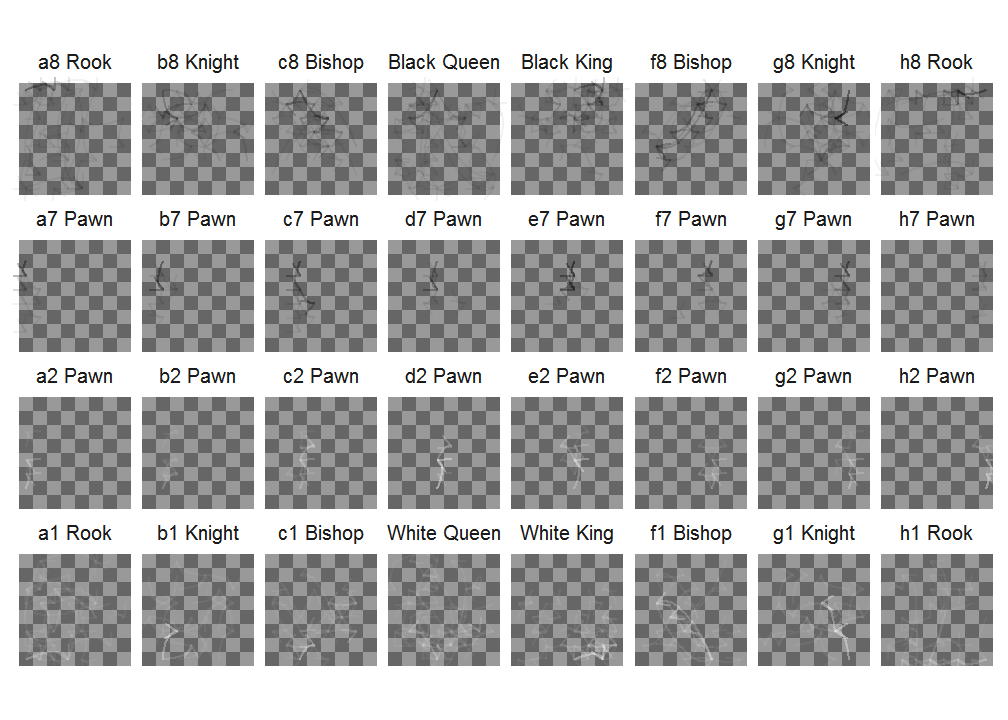 a8 Rook b8 Knight c8 Bishop Black Queen Black King f8 Bishop g8 Knight h8 Rook
a7 Pawn b7 Pawn c7 Pawn d7 Pawn e7 Pawn f7 Pawn g7 Pawn h7 Pawn
a2 Pawn b2 Pawn c2 Pawn d2 Pawn e2 Pawn f2 Pawn g2 Pawn h2 Pawn
a1 Rook b1 Knight c1 Bishop White Queen White King f1 Bishop g1 Knight h1 Rook